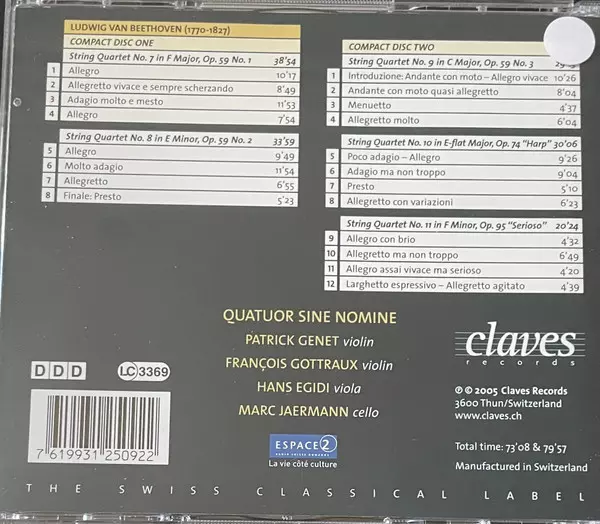 LUDWIG VAN BEETHOVEN (1770-1827)
COMPACT DISC ONE
String Quartet No. 7 in F Major, Op. 59 No. 1 38'54
1 Allegro 10'17
2 Allegretto vivace e sempre scherzando 8'49
3 Adagio molto e mesto 11'53
4 Allegro 7'54
String Quartet No. 8 in E Minor, Op. 59 No. 2 33'59
5 Allegro 9'49
6 Molto adagio 11'54
7 Allegretto 6'55
8 Finale: Presto 5'23
COMPACT DISC TWO
String Quartet No. 9 in C Major, Op. 59 No. 3
1 Introduzione: Andante con moto – Allegro vivace 10'26
2 Andante con moto quasi allegretto 8'04
3 Menuetto 4'37
4 Allegretto molto 6'04
String Quartet No. 10 in E-flat Major, Op. 74 "Harp" 30'06
5 Poco adagio – Allegro 9'26
6 Adagio ma non troppo 9'04
7 Presto 5'10
8 Allegretto con variazioni 6'23
String Quartet No. 11 in F Minor, Op. 95 "Serioso" 20'24
9 Allegro con brio 4'32
10 Allegretto ma non troppo 6'49
11 Allegro assai vivace ma serioso 4'20
12 Larghetto espressivo – Allegretto agitato 4'39
QUATUOR SINE NOMINE
PATRICK GENET violin
FRANÇOIS GOTTRAUX violin
HANS EGIDI viola
MARC JAERMANN cello
DDD
LC 3369
7 619931 250922
ESPACE 2
RADIO SUISSE ROMANDE
La vie côté culture
claves
records
℗ © 2005 Claves Records
3600 Thun/Switzerland
www.claves.ch
Total time: 73'08 & 79'57
Manufactured in Switzerland
THE SWISS CLASSICAL LABEL